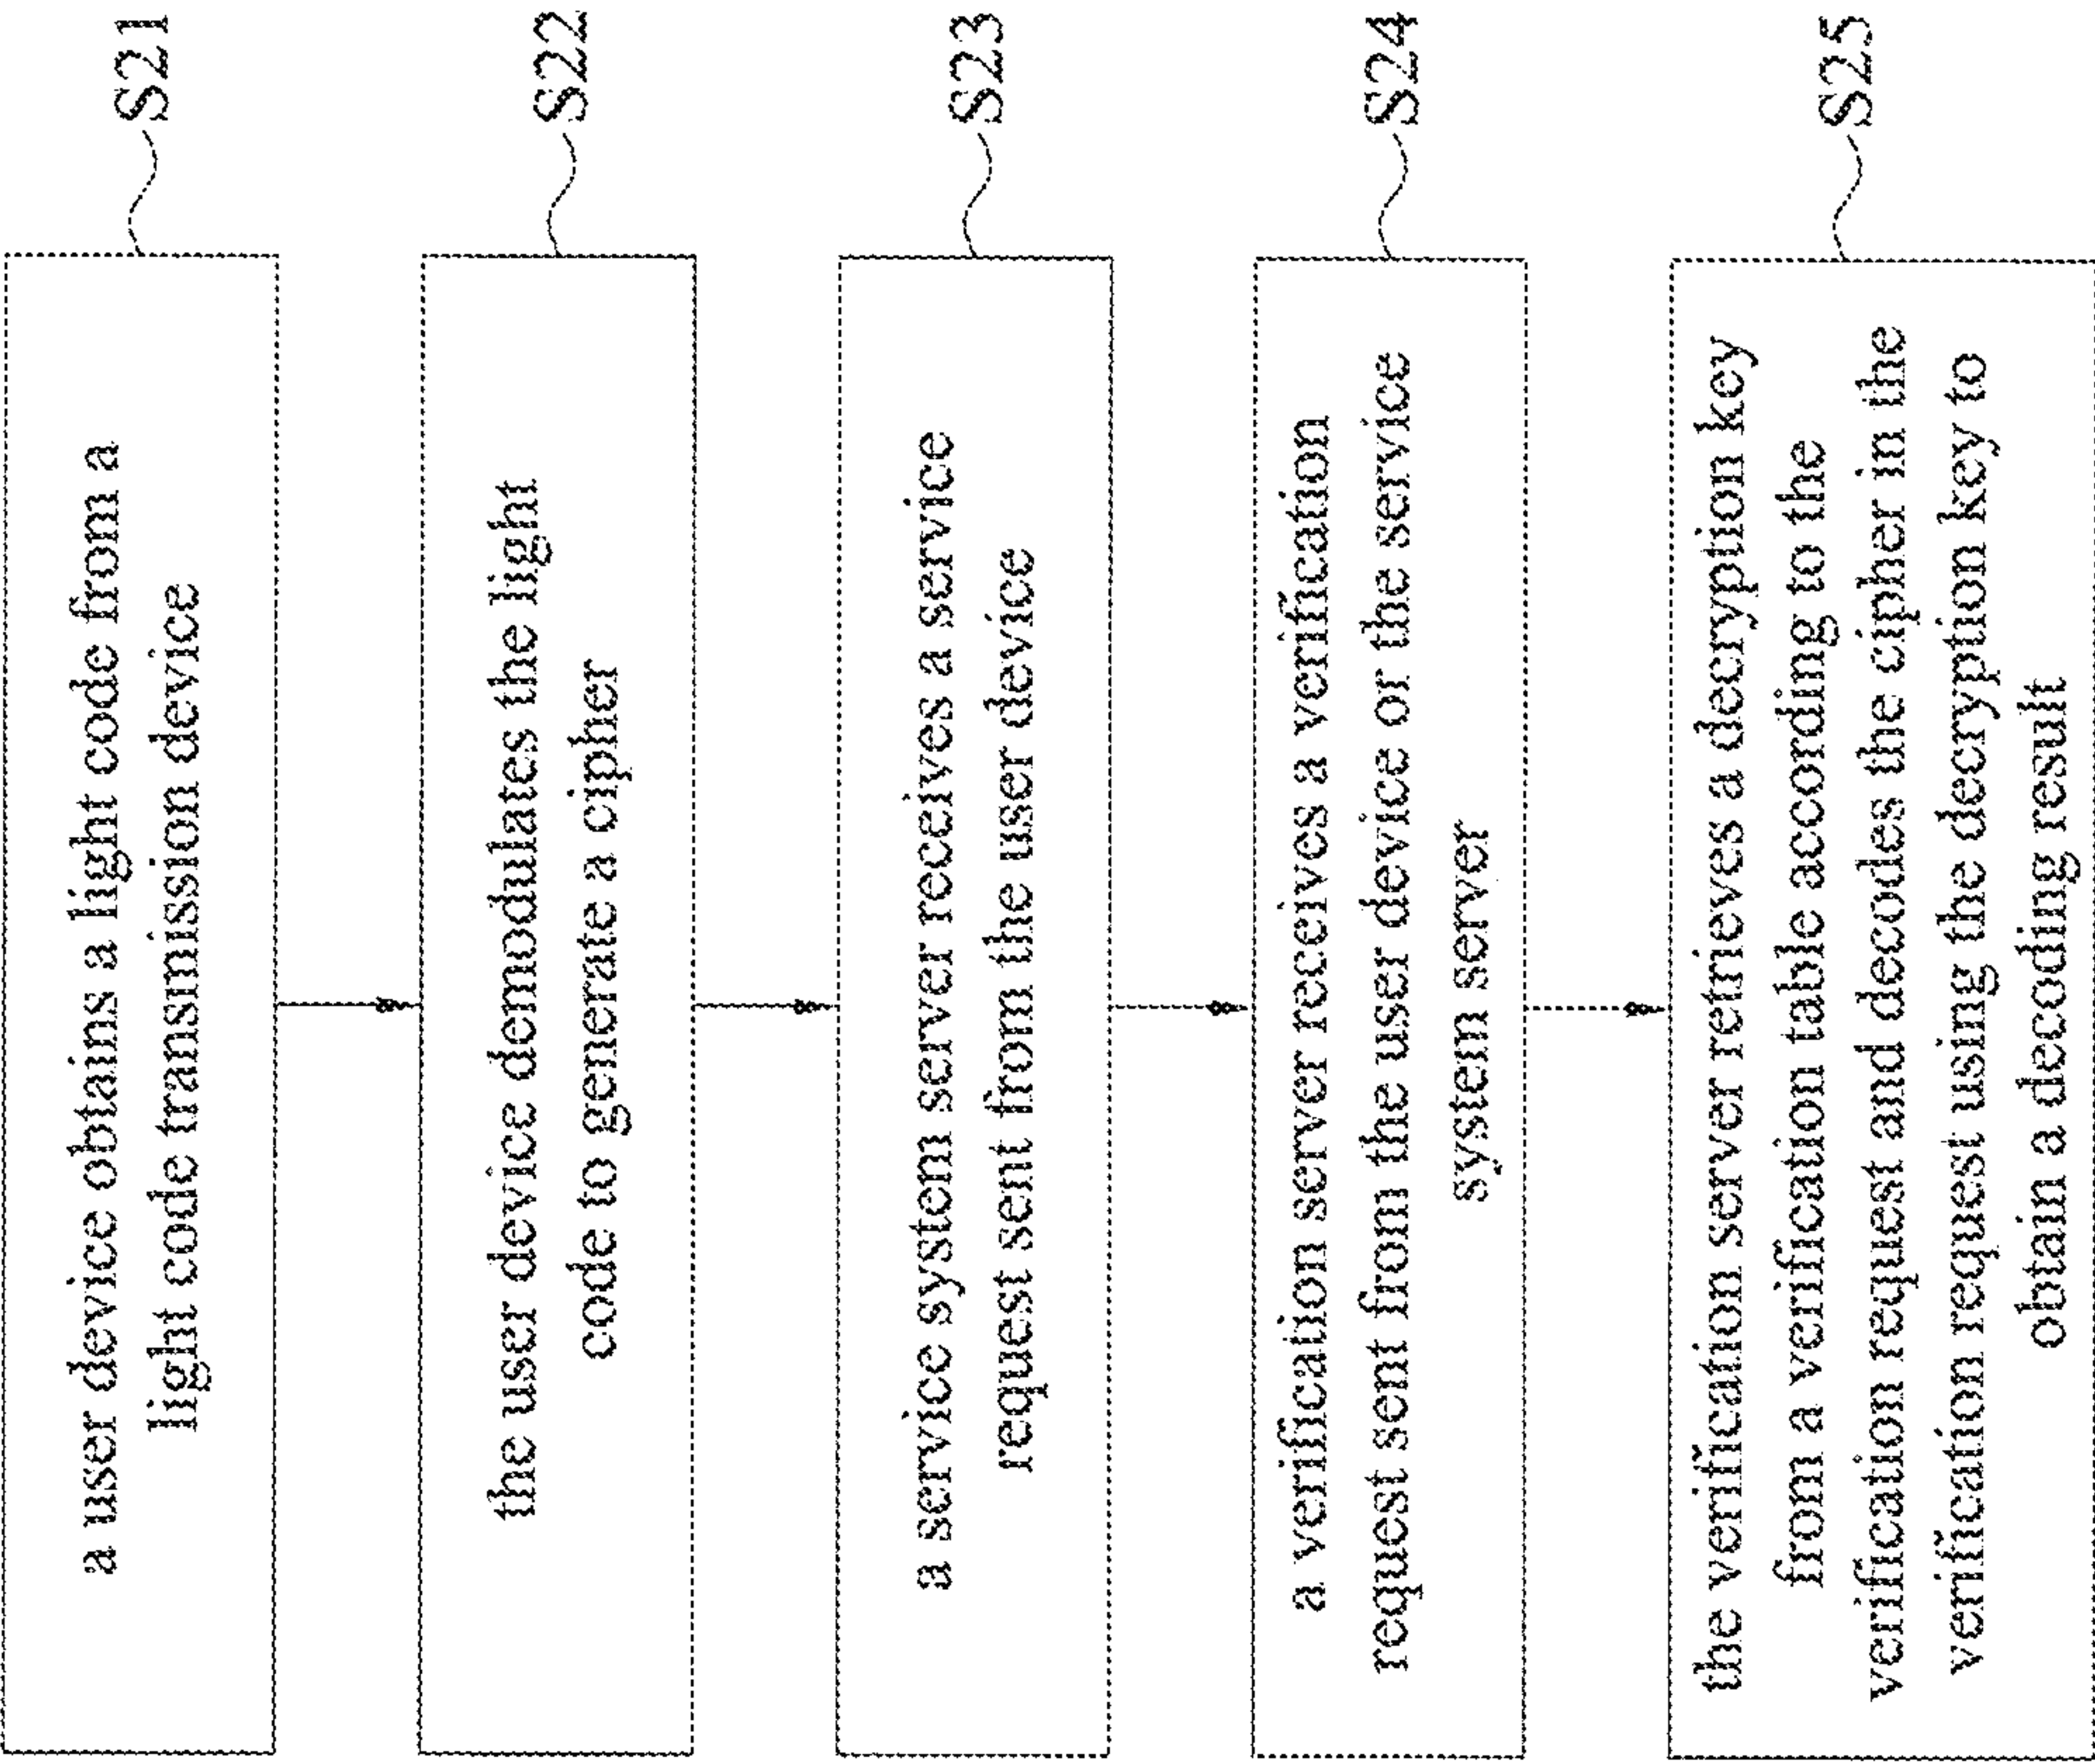 a user device obtains a light code from a
light code transmission device
S21
the user device demodulates the light
code to generate a cipher
S22
a service system server receives a service
request sent from the user device
S23
a verification server receives a verification
request sent from the user device or the service
system server
S24
the verification server retrieves a decryption key
from a verification table according to the
verification request and decodes the cipher in the
verification request using the decryption key to
obtain a decoding result
S25